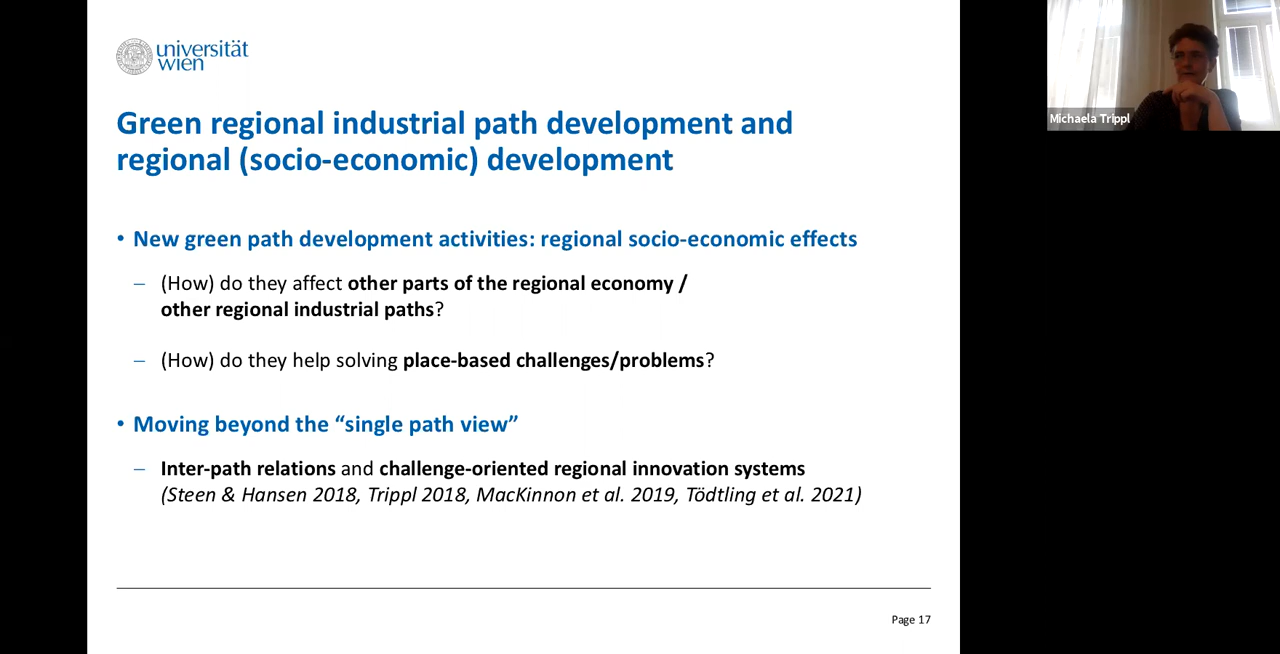 universität
wien
Green regional industrial path development and
regional (socio-economic) development
• New green path development activities: regional socio-economic effects
– (How) do they affect other parts of the regional economy /
other regional industrial paths?
– (How) do they help solving place-based challenges/problems?
• Moving beyond the “single path view”
– Inter-path relations and challenge-oriented regional innovation systems
(Steen & Hansen 2018, Trippl 2018, MacKinnon et al. 2019, Tödtling et al. 2021)
Page 17
Michaela Trippl